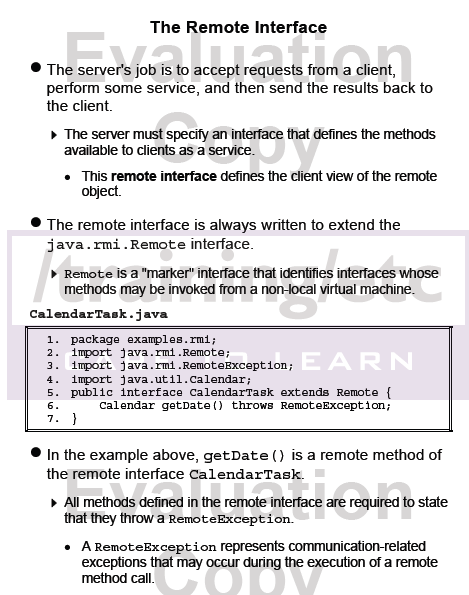 The Remote Interface
Evaluation
The server's job is to accept requests from a client,
perform some service, and then send the results back to
the client.
Copy
The server must specify an interface that defines the methods
available to clients as a service.
This remote interface defines the client view of the remote
object.
The remote interface is always written to extend the
java.rmi.Remote interface.
/training/etc
Remote is a "marker" interface that identifies interfaces whose
methods may be invoked from a non-local virtual machine.
CalendarTask.java
1. package examples.rmi;
2. import java.rmi.Remote;
3. import java.rmi.RemoteException;
4. import java.util.Calendar;
5. public interface CalendarTask extends Remote {
6. Calendar getDate() throws RemoteException;
7. }
LEARN
In the example above, getDate() is a remote method of
the remote interface CalendarTask.
Evaluation
All methods defined in the remote interface are required to state
that they throw a RemoteException.
A RemoteException represents communication-related
exceptions that may occur during the execution of a remote
method call.
Copy